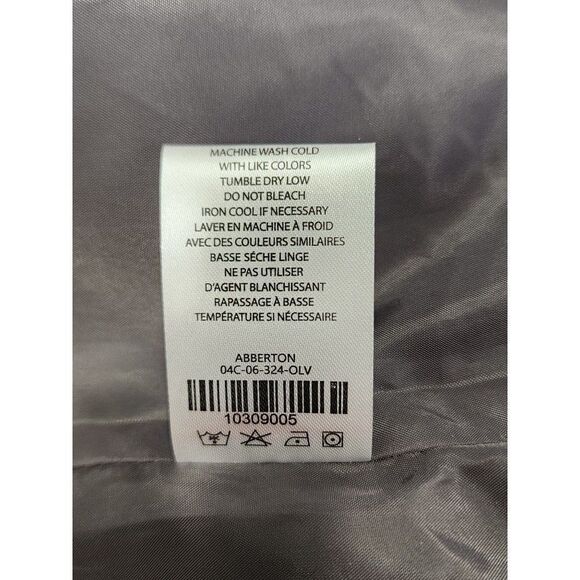 MACHINE WASH COLD
WITH LIKE COLORS
TUMBLE DRY LOW
DO NOT BLEACH
IRON COOL IF NECESSARY
LAVER EN MACHINE À FROID
AVEC DES COULEURS SIMILAIRES
BASSE SÉCHE LINGE
NE PAS UTILISER
D'AGENT BLANCHISSANT
RAPASSAGE À BASSE
TEMPÉRATURE SI NÉCESSAIRE
ABBERTON
04C-06-324-OLV
10309005